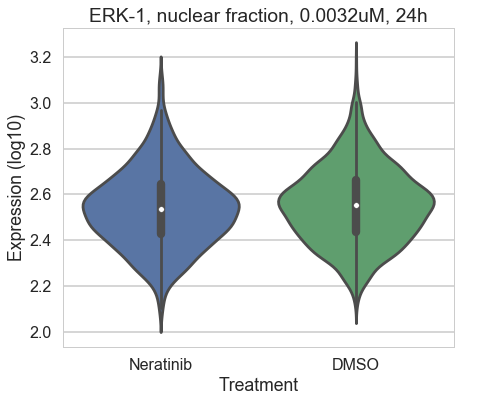 ERK-1, nuclear fraction, 0.0032uM, 24h
Expression (log10)
3.2
3.0
2.8
2.6
2.4
2.2
2.0
Neratinib DMSO
Treatment